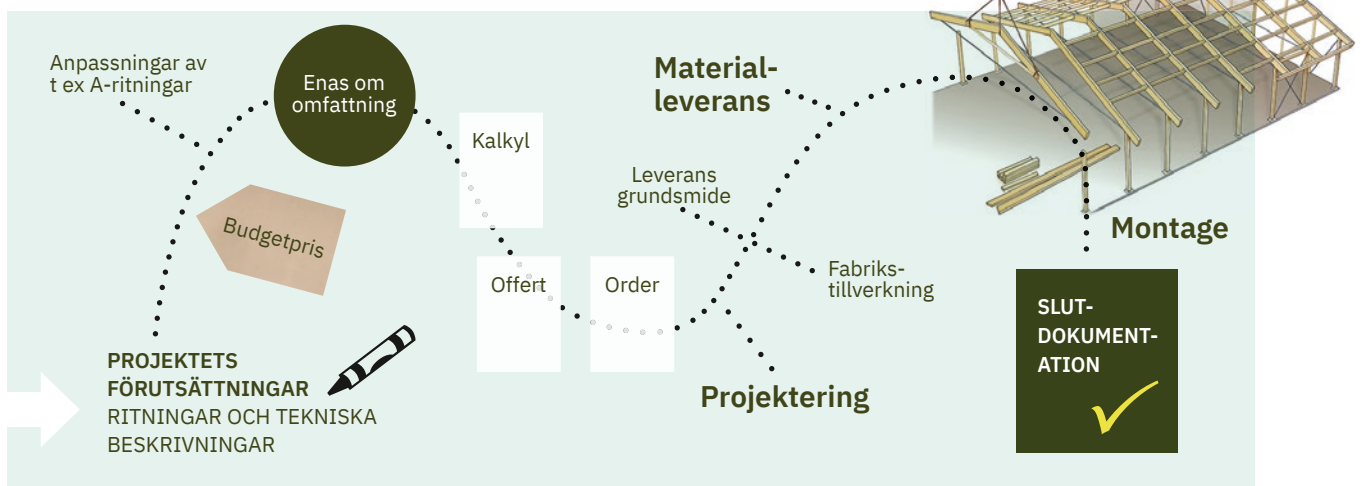 Anpassningar av
t ex A-ritningar
Enas om
omfattning
Budgetpris
PROJEKTETS
FÖRUTSÄTTNINGAR
RITNINGAR OCH TEKNISKA
BESKRIVNINGAR
Kalkyl
Offert
Order
Projektering
Leverans
grundsmide
Fabriks-
tillverkning
Material-
leverans
Montage
SLUT-
DOKUMENT-
ATION